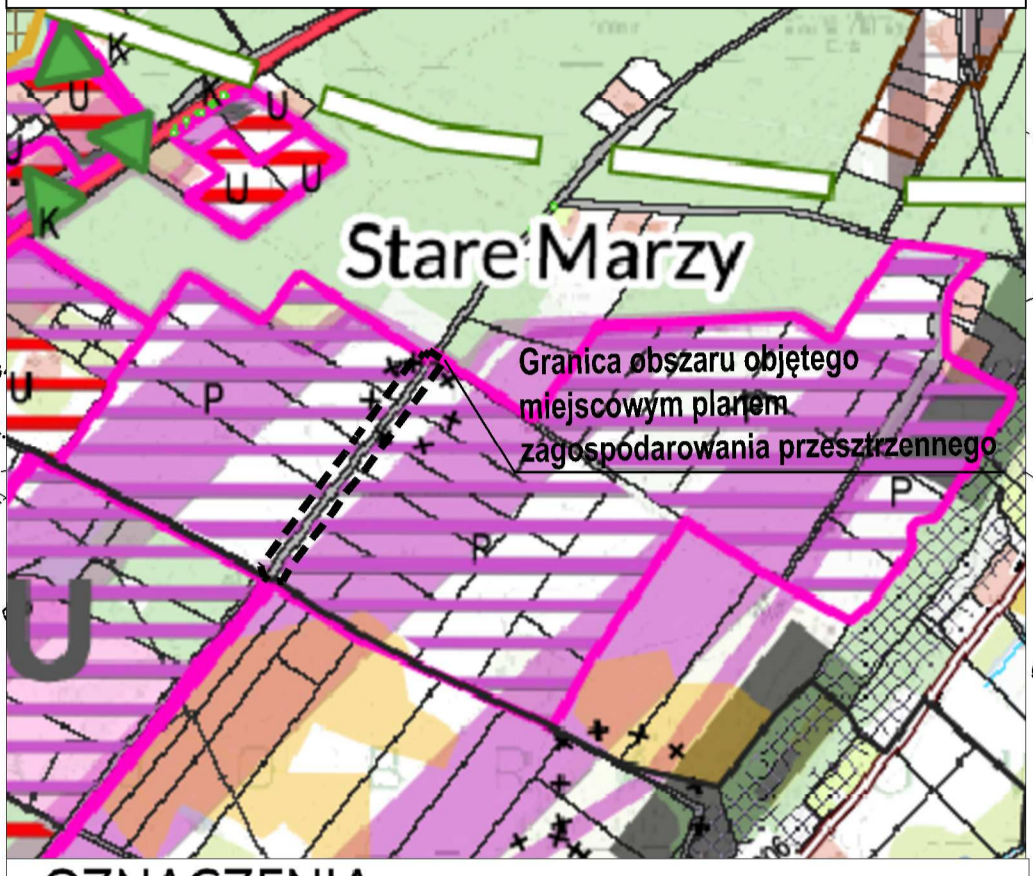 K
U
K
U
U
U
U
K
Stare Marzy
Granica obszaru objętego
miejscowym planem
zagospodarowania przesztrzennego
P
U
P
P
P
U
OZNACZENIA